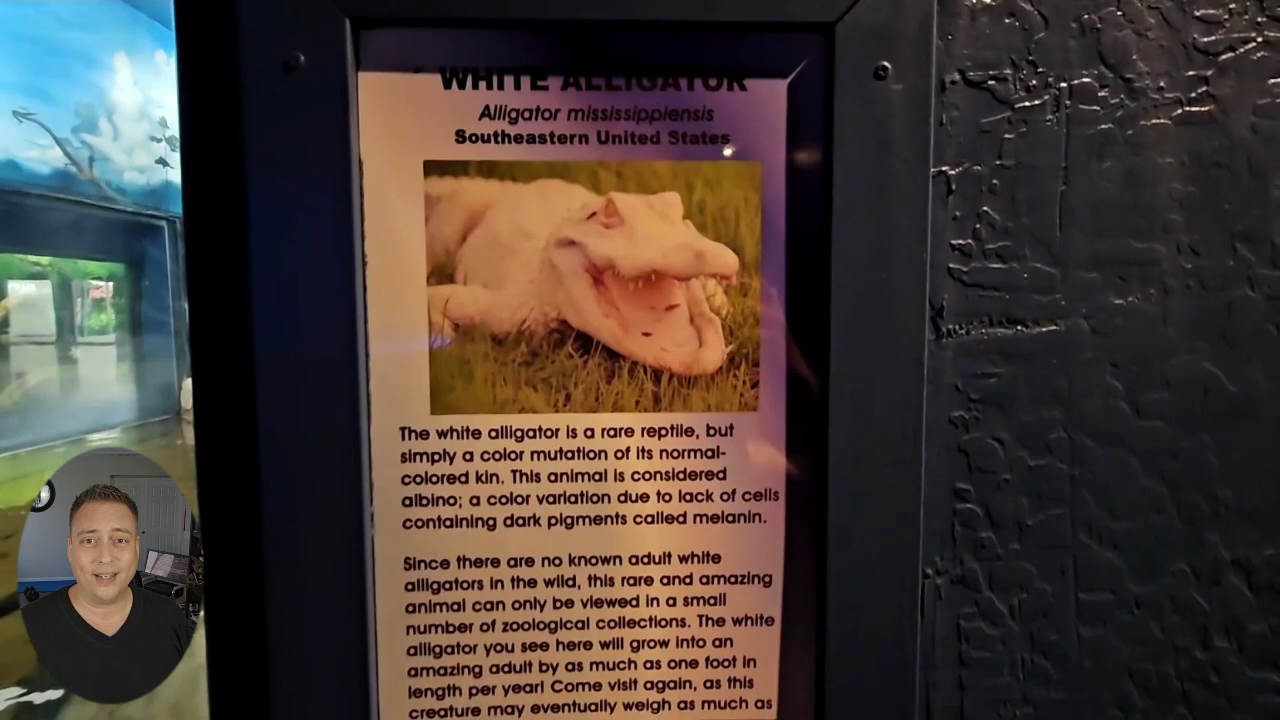 WHITE ALLIGATOR
Alligator mississippiensis
Southeastern United States
The white alligator is a rare reptile, but
simply a color mutation of its normal-
colored kin. This animal is considered
albino; a color variation due to lack of cells
containing dark pigments called melanin.
Since there are no known adult white
alligators in the wild, this rare and amazing
animal can only be viewed in a small
number of zoological collections. The white
alligator you see here will grow into an
amazing adult by as much as one foot in
length per year! Come visit again, as this
creature may eventually weigh as much as